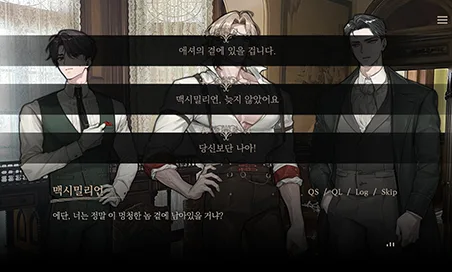 애셔의 곁에 있을 겁니다.
맥시밀리언, 늦지 않았어요
당신보단 나아!
맥시밀리언
QS / QL / Log / Skip
에단, 너는 정말 이 멍청한 놈 곁에 남아있을 거냐?